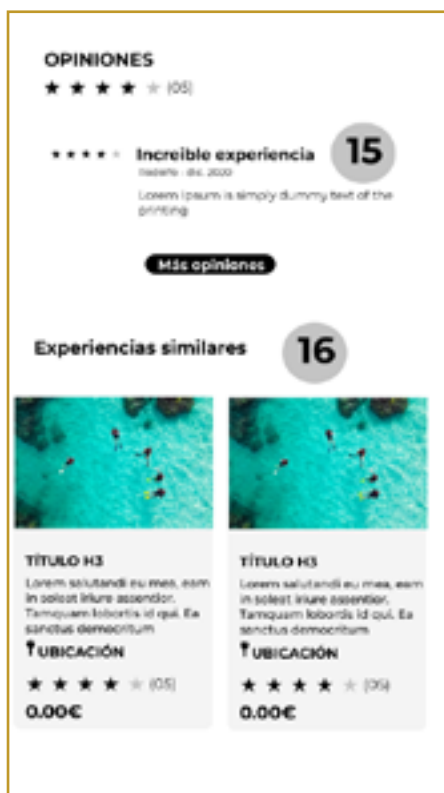 OPINIONES
(05)
Increible experiencia
15
dic. 2020
Lorem Ipsum is simply dummy text of the
printing
Más opiniones
Experiencias similares
16
TÍTULO H3
Lorem salutandi eu mea, eam
in soleat iriure assentior.
Tamquam lobortis id qui. Ea
sanctus democritum
UBICACIÓN
(05)
0.00€
TÍTULO H3
Lorem salutandi eu mea, eam
in soleat iriure assentior.
Tamquam lobortis id qui. Ea
sanctus democritum
UBICACIÓN
(05)
0.00€